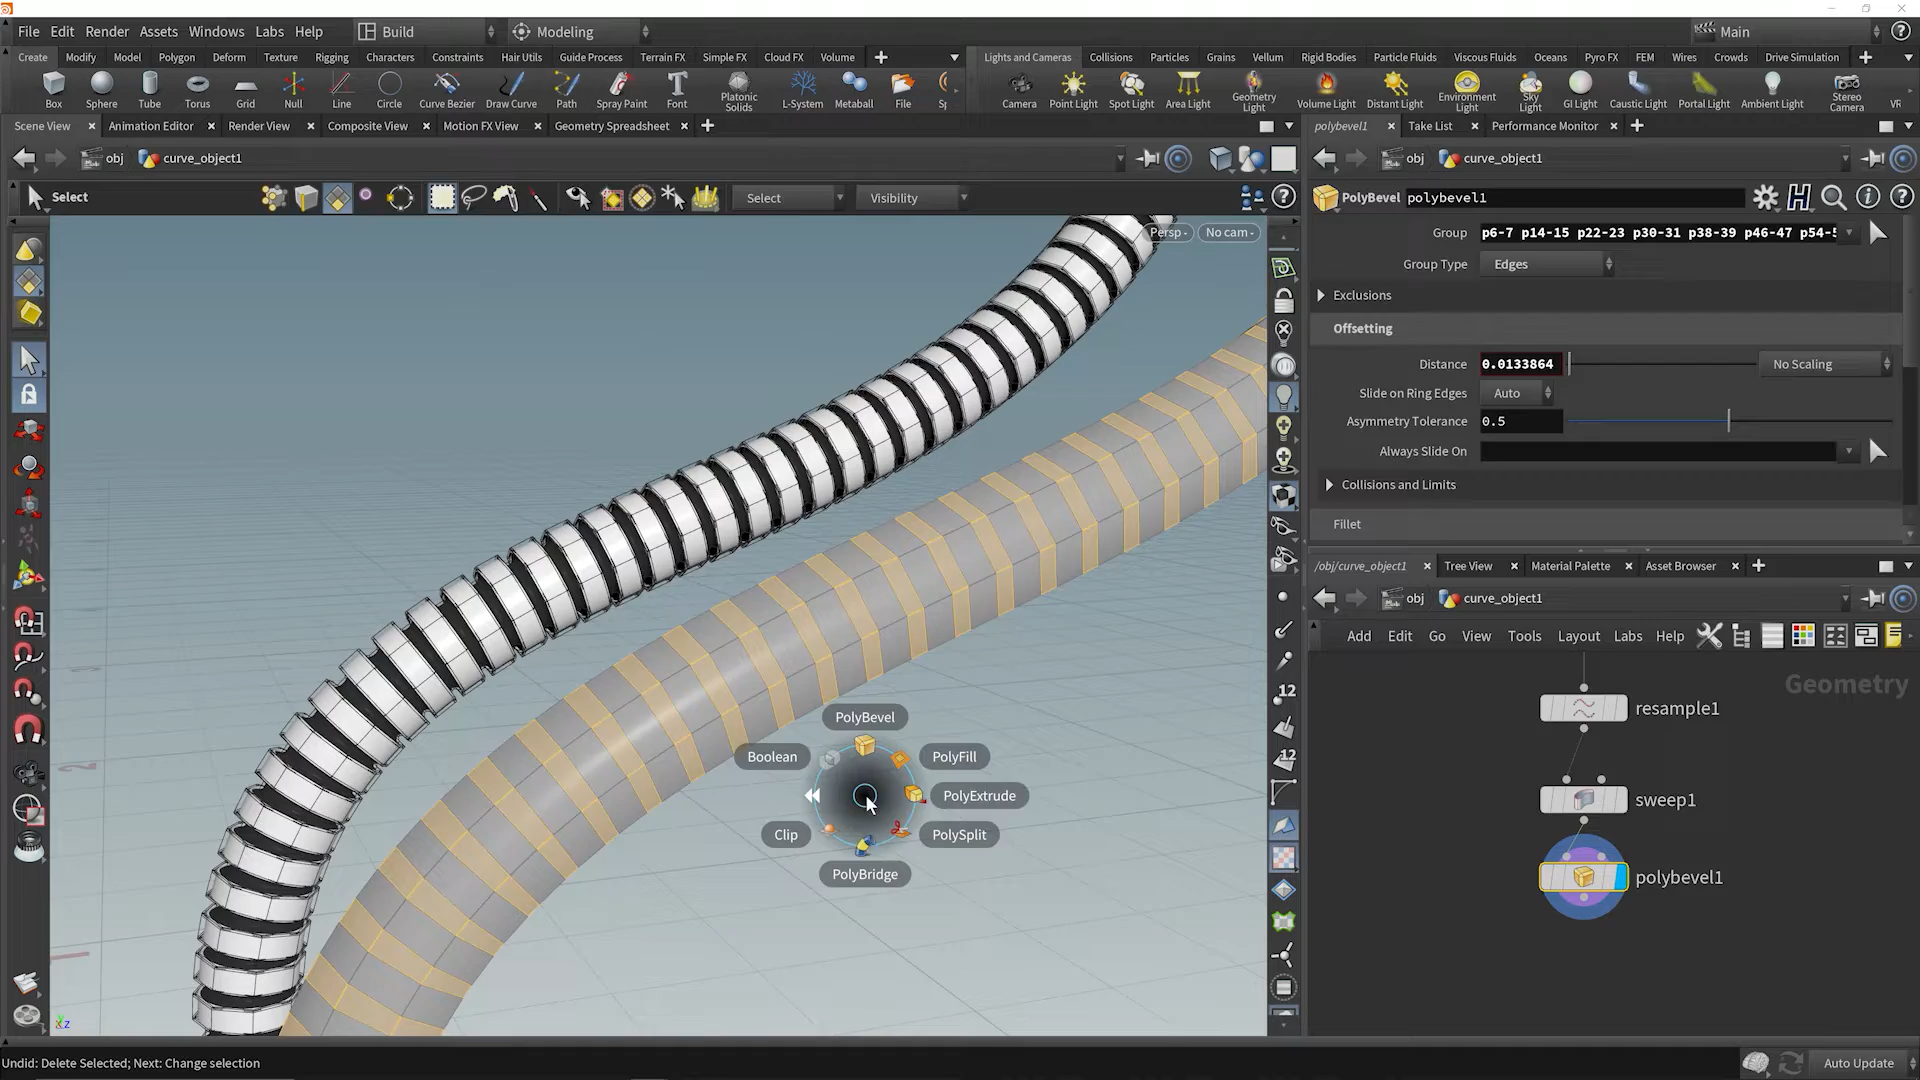 File Edit Render Assets Windows Labs Help Build Modeling Main
Create Modify Model Polygon Deform Texture Rigging Characters Constraints Hair Utils Guide Process Terrain FX Simple FX Cloud FX Volume
Lights and Cameras Collisions Particles Grains Vellum Rigid Bodies Particle Fluids Viscous Fluids Oceans Pyro FX FEM Wires Crowds Drive Simulation
Box Sphere Tube Torus Grid Null Line Circle Curve Bezier Draw Curve Path Spray Paint Font Platonic Solids L-System Metaball File Sp
Camera Point Light Spot Light Area Light Geometry Light Volume Light Distant Light Environment Light Sky Light GI Light Caustic Light Portal Light Ambient Light Stereo Camera VR
Scene View Animation Editor Render View Composite View Motion FX View Geometry Spreadsheet
polybevel1 Take List Performance Monitor
obj curve_object1
obj curve_object1
Select Select Visibility
PolyBevel polybevel1
Persp No cam
Group p6-7 p14-15 p22-23 p30-31 p38-39 p46-47 p54-5
Group Type Edges
Exclusions
Offsetting
Distance 0.0133864 No Scaling
Slide on Ring Edges Auto
Asymmetry Tolerance 0.5
Always Slide On
Collisions and Limits
Fillet
/obj/curve_object1 Tree View Material Palette Asset Browser
obj curve_object1
Add Edit Go View Tools Layout Labs Help
Geometry
resample1
sweep1
polybevel1
PolyBevel
Boolean PolyFill
PolyExtrude
Clip PolySplit
PolyBridge
12
12
2
1
Undid: Delete Selected; Next: Change selection
Auto Update